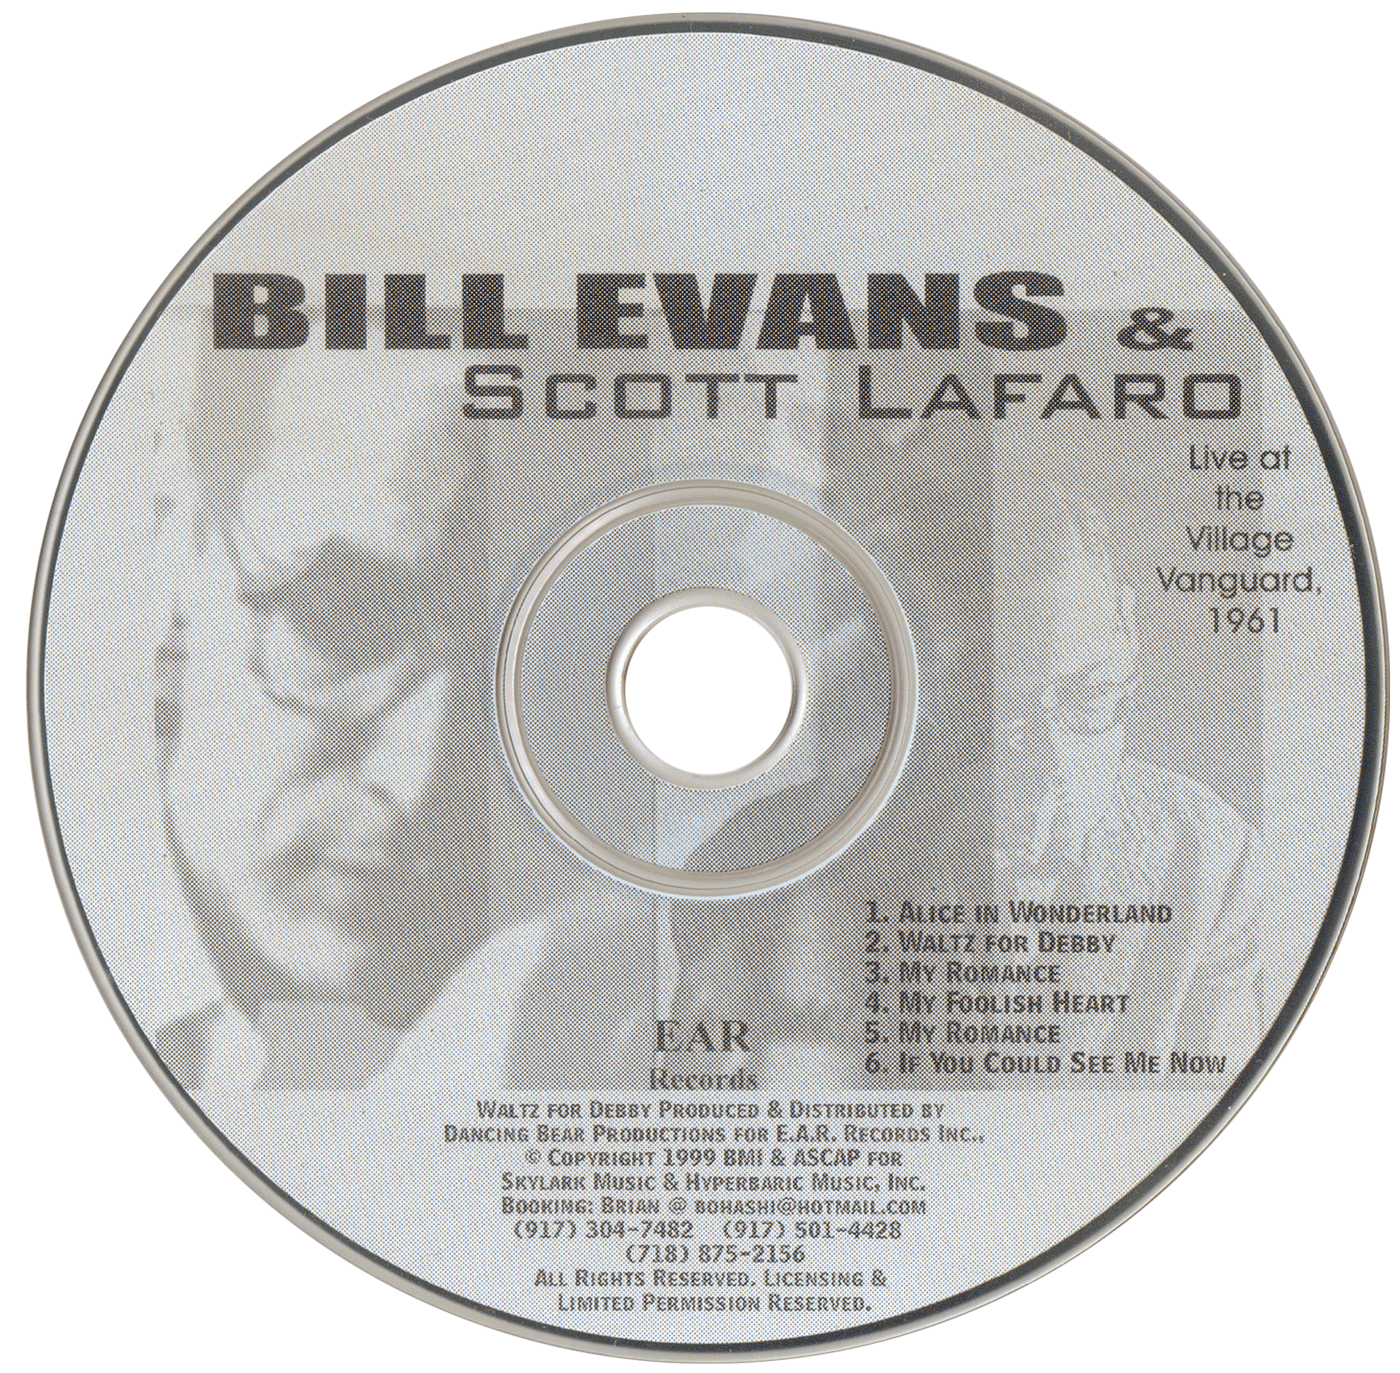 BILL EVANS &
SCOTT LAFARO
Live at
the
Village
Vanguard,
1961
1. ALICE IN WONDERLAND
2. WALTZ FOR DEBBY
3. MY ROMANCE
4. MY FOOLISH HEART
5. MY ROMANCE
6. IF YOU COULD SEE ME NOW
EAR
Records
WALTZ FOR DEBBY PRODUCED & DISTRIBUTED BY
DANCING BEAR PRODUCTIONS FOR E.A.R. RECORDS INC.,
© COPYRIGHT 1999 BMI & ASCAP FOR
SKYLARK MUSIC & HYPERBARIC MUSIC, INC.
BOOKING: BRIAN @ BOHASHI@HOTMAIL.COM
(917) 304-7482 (917) 501-4428
(718) 875-2156
ALL RIGHTS RESERVED. LICENSING &
LIMITED PERMISSION RESERVED.